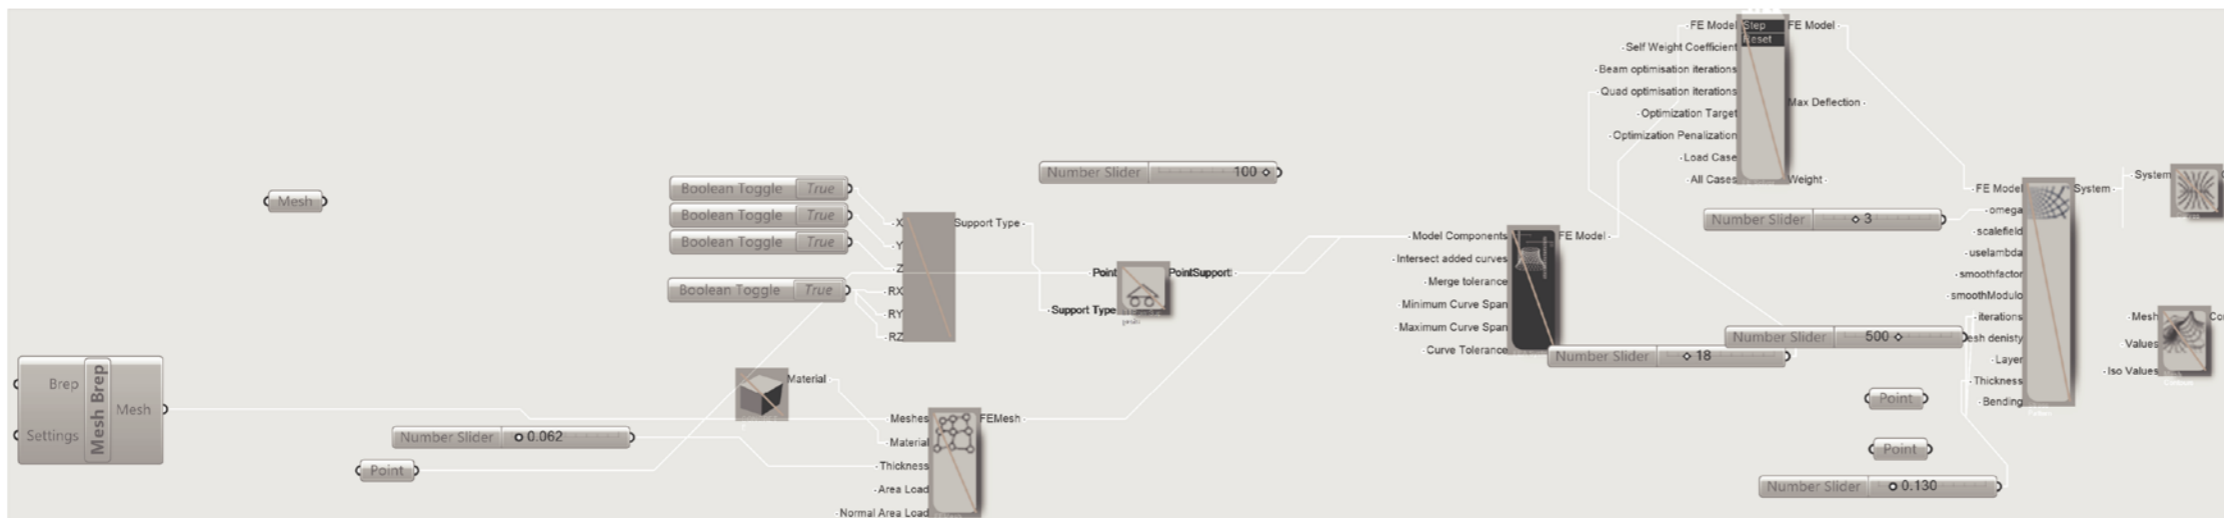 Mesh
Brep
Settings
Mesh Brep
Mesh
Number Slider 0.062
Point
Boolean Toggle True
Boolean Toggle True
Boolean Toggle True
Boolean Toggle True
X
Y
Z
RX
RY
RZ
Support Type
Material
Meshes
Material
Thickness
Area Load
Normal Area Load
FEMesh
Number Slider 100
Point
Support Type
PointSupport
Model Components
Intersect added curves
Merge tolerance
Minimum Curve Span
Maximum Curve Span
Curve Tolerance
FE Model
Number Slider 18
FE Model
Self Weight Coefficient
Beam optimisation iterations
Quad optimisation iterations
Optimization Target
Optimization Penalization
Load Case
All Cases
Step
Reset
FE Model
Max Deflection
Weight
Number Slider 3
Number Slider 500
FE Model
omega
scalefield
uselambda
smoothfactor
smoothModulo
iterations
esh denisty
Layer
Thickness
Bending
System
Point
Point
Number Slider 0.130
System
Mesh
Values
Iso Values